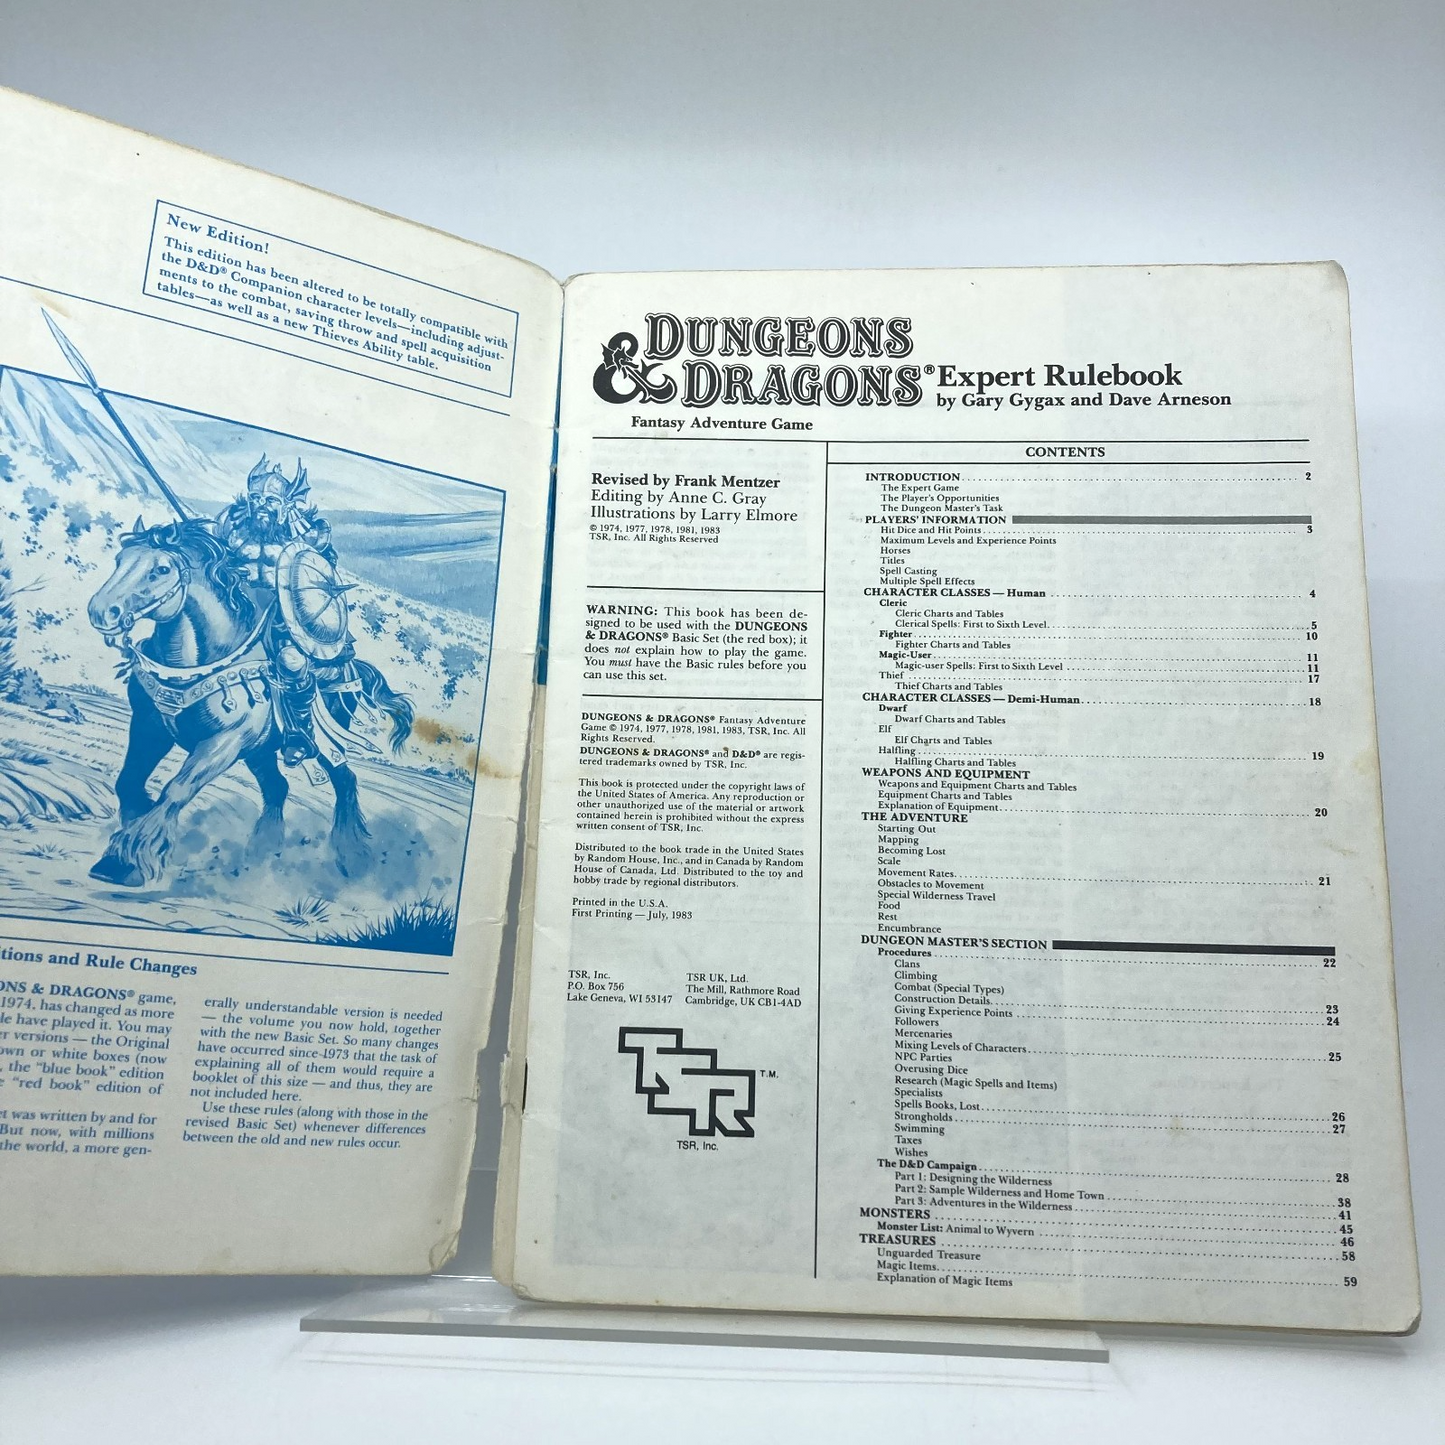 New Edition!
This edition has been altered to be totally compatible with
the D&D® Companion character levels—including adjust-
ments to the combat, saving throw and spell acquisition
tables—as well as a new Thieves Ability table.
tions and Rule Changes
ONS & DRAGONS® game,
1974, has changed as more
le have played it. You may
er versions — the Original
own or white boxes (now
, the "blue book" edition
e "red book" edition of
et was written by and for
But now, with millions
the world, a more gen-
erally understandable version is needed
— the volume you now hold, together
with the new Basic Set. So many changes
have occurred since 1973 that the task of
explaining all of them would require a
booklet of this size — and thus, they are
not included here.
Use these rules (along with those in the
revised Basic Set) whenever differences
between the old and new rules occur.
DUNGEONS
& DRAGONS® Expert Rulebook
by Gary Gygax and Dave Arneson
Fantasy Adventure Game
Revised by Frank Mentzer
Editing by Anne C. Gray
Illustrations by Larry Elmore
© 1974, 1977, 1978, 1981, 1983
TSR, Inc. All Rights Reserved
WARNING: This book has been de-
signed to be used with the DUNGEONS
& DRAGONS® Basic Set (the red box); it
does not explain how to play the game.
You must have the Basic rules before you
can use this set.
DUNGEONS & DRAGONS® Fantasy Adventure
Game © 1974, 1977, 1978, 1981, 1983, TSR, Inc. All
Rights Reserved.
DUNGEONS & DRAGONS® and D&D® are regis-
tered trademarks owned by TSR, Inc.
This book is protected under the copyright laws of
the United States of America. Any reproduction or
other unauthorized use of the material or artwork
contained herein is prohibited without the express
written consent of TSR, Inc.
Distributed to the book trade in the United States
by Random House, Inc., and in Canada by Random
House of Canada, Ltd. Distributed to the toy and
hobby trade by regional distributors.
Printed in the U.S.A.
First Printing — July, 1983
TSR, Inc.
P.O. Box 756
Lake Geneva, WI 53147
TSR UK, Ltd.
The Mill, Rathmore Road
Cambridge, UK CB1-4AD
TSR T.M.
TSR, Inc.
CONTENTS
INTRODUCTION 2
The Expert Game
The Player's Opportunities
The Dungeon Master's Task
PLAYERS' INFORMATION
Hit Dice and Hit Points 3
Maximum Levels and Experience Points
Horses
Titles
Spell Casting
Multiple Spell Effects
CHARACTER CLASSES — Human 4
Cleric
Cleric Charts and Tables
Clerical Spells: First to Sixth Level 5
Fighter 10
Fighter Charts and Tables
Magic-User 11
Magic-user Spells: First to Sixth Level 11
Thief 17
Thief Charts and Tables
CHARACTER CLASSES — Demi-Human 18
Dwarf
Dwarf Charts and Tables
Elf
Elf Charts and Tables
Halfling 19
Halfling Charts and Tables
WEAPONS AND EQUIPMENT
Weapons and Equipment Charts and Tables
Equipment Charts and Tables
Explanation of Equipment 20
THE ADVENTURE
Starting Out
Mapping
Becoming Lost
Scale
Movement Rates 21
Obstacles to Movement
Special Wilderness Travel
Food
Rest
Encumbrance
DUNGEON MASTER'S SECTION
Procedures 22
Clans
Climbing
Combat (Special Types)
Construction Details 23
Giving Experience Points 24
Followers
Mercenaries
Mixing Levels of Characters 25
NPC Parties
Overusing Dice
Research (Magic Spells and Items)
Specialists
Spells Books, Lost 26
Strongholds 27
Swimming
Taxes
Wishes
The D&D Campaign 28
Part 1: Designing the Wilderness
Part 2: Sample Wilderness and Home Town 38
Part 3: Adventures in the Wilderness 41
MONSTERS 45
Monster List: Animal to Wyvern 46
TREASURES 58
Unguarded Treasure
Magic Items 59
Explanation of Magic Items